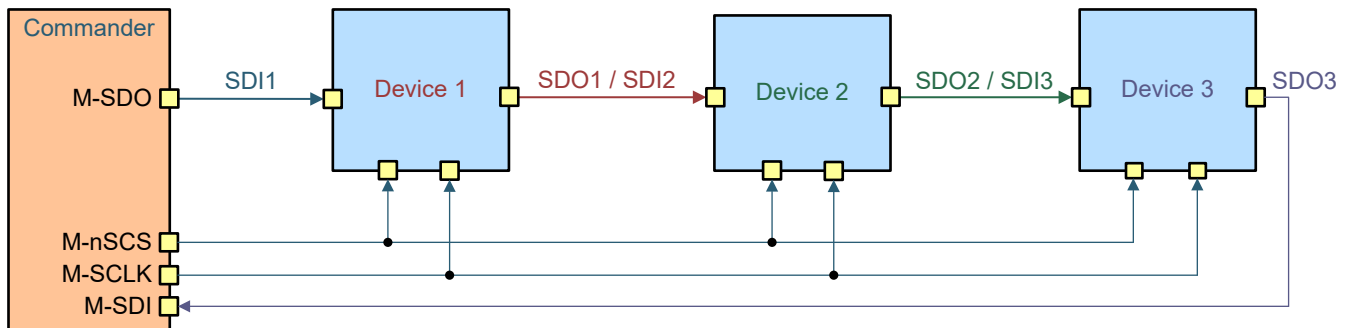 Commander
M-SDO
SDI1
Device 1
SDO1 / SDI2
Device 2
SDO2 / SDI3
Device 3
SDO3
M-nSCS
M-SCLK
M-SDI